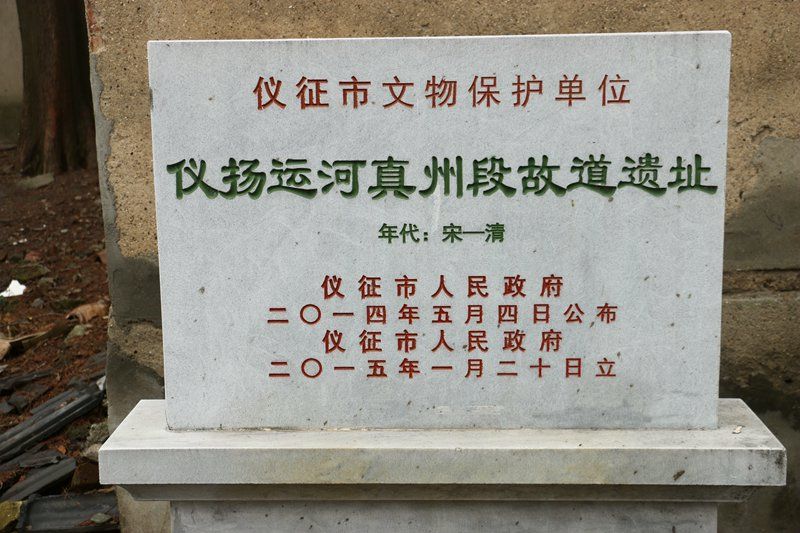 仪征市文物保护单位
仪扬运河真州段故道遗址
年代：宋—清
仪征市人民政府
二〇一四年五月四日公布
仪征市人民政府
二〇一五年一月二十日立